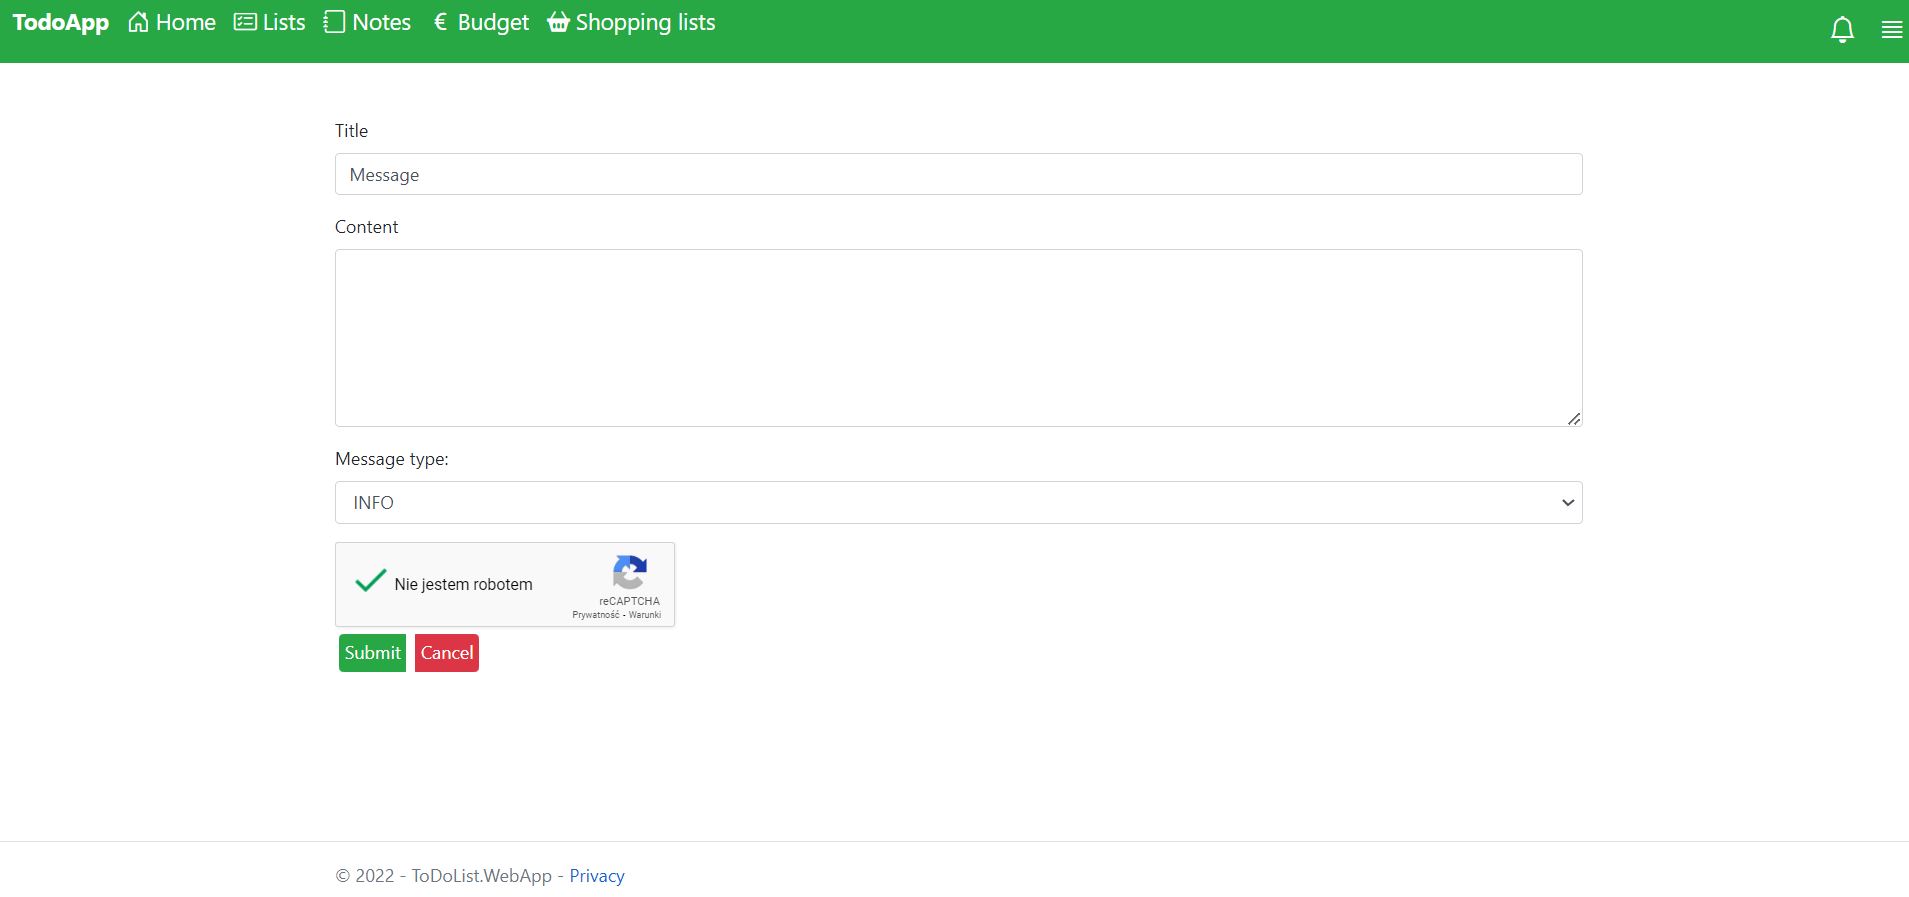 TodoApp Home Lists Notes € Budget Shopping lists
Title
Message
Content
Message type:
INFO
Nie jestem robotem
reCAPTCHA
Prywatność - Warunki
Submit Cancel
© 2022 - ToDoList.WebApp - Privacy